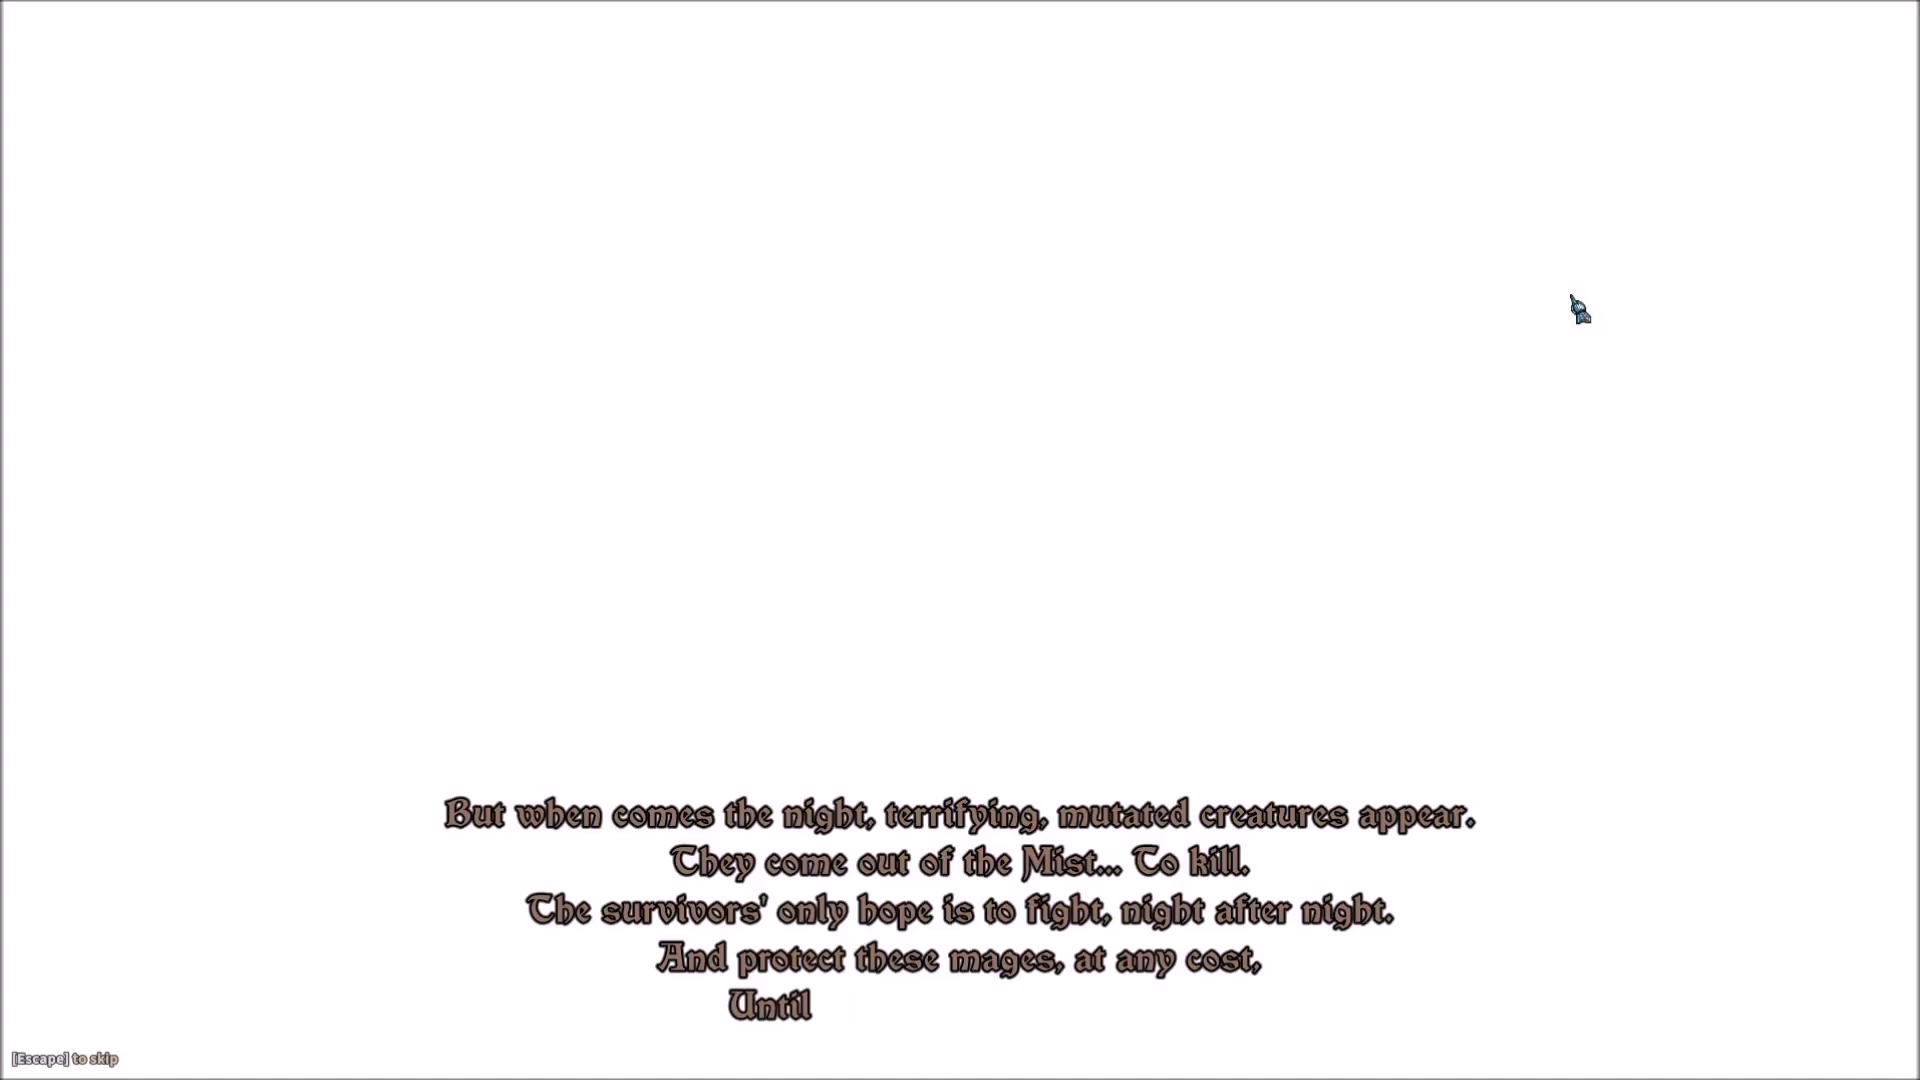 But when comes the night, terrifying, mutated creatures appear.
They come out of the Mist... To kill.
The survivors' only hope is to fight, night after night.
And protect these mages, at any cost,
Until
[Escape] to skip